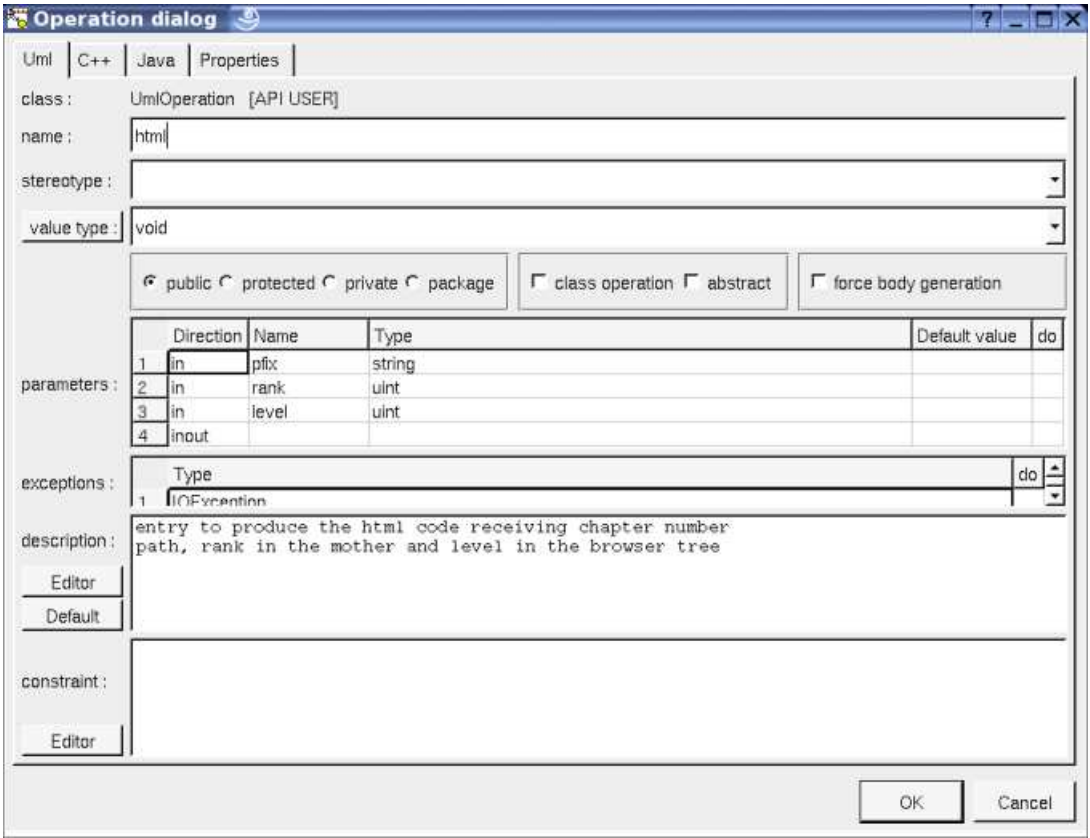 Operation dialog
?
Uml C++ Java Properties
class : UmlOperation [API USER]
name : html
stereotype :
value type : void
public protected private package class operation abstract force body generation
parameters :
Direction Name Type Default value do
1 in pfix string
2 in rank uint
3 in level uint
4 inout
exceptions :
Type do
1 IOException
description :
entry to produce the html code receiving chapter number
path, rank in the mother and level in the browser tree
Editor
Default
constraint :
Editor
OK Cancel